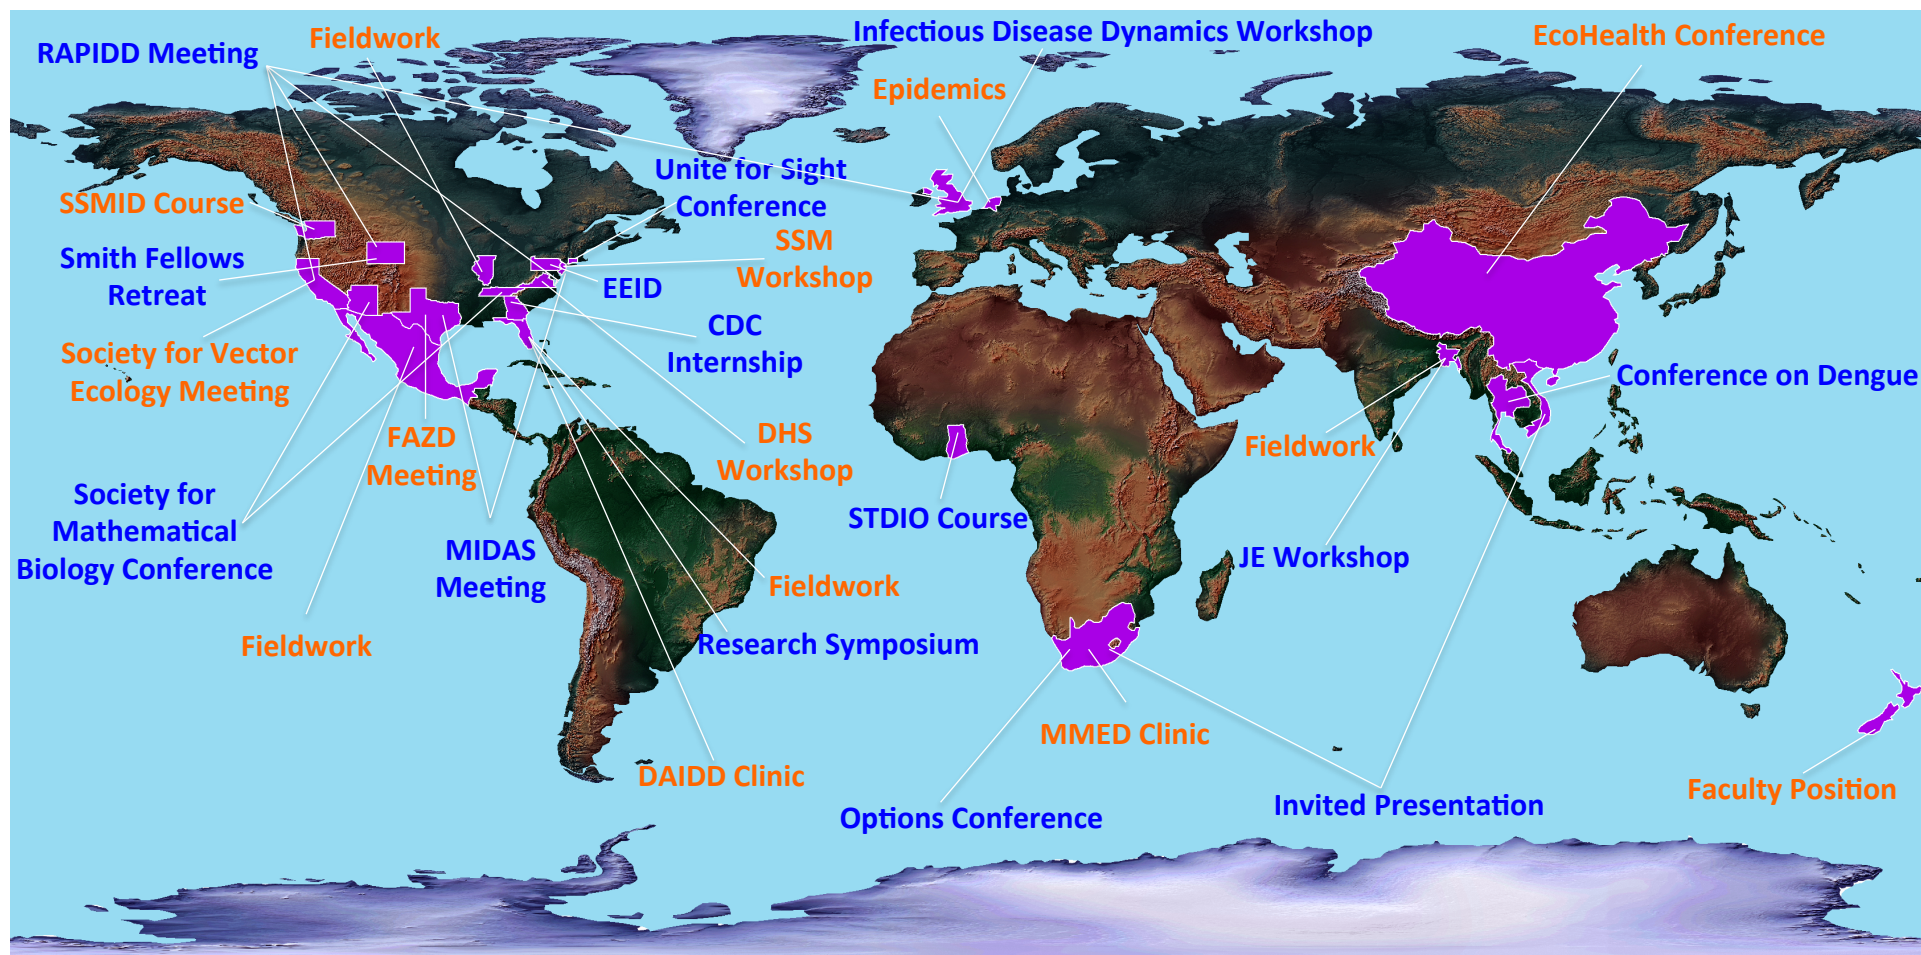 Infectious Disease Dynamics Workshop
Fieldwork
EcoHealth Conference
RAPIDD Meeting
Epidemics
Unite for Sight
Conference
SSMID Course
SSM
Workshop
Smith Fellows
Retreat
EEID
CDC
Internship
Society for Vector
Ecology Meeting
Conference on Dengue
FAZD
Meeting
DHS
Workshop
Fieldwork
Society for
Mathematical
Biology Conference
STDIO Course
MIDAS
Meeting
JE Workshop
Fieldwork
Fieldwork
Research Symposium
MMED Clinic
DAIDD Clinic
Faculty Position
Options Conference
Invited Presentation